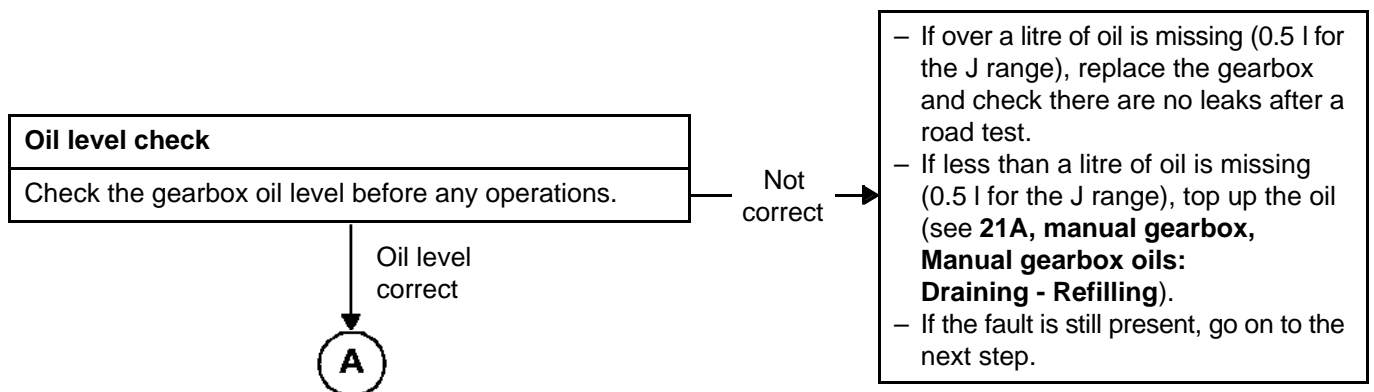 Oil level check
Check the gearbox oil level before any operations.
Not
correct
– If over a litre of oil is missing (0.5 l for
the J range), replace the gearbox
and check there are no leaks after a
road test.
– If less than a litre of oil is missing
(0.5 l for the J range), top up the oil
(see 21A, manual gearbox,
Manual gearbox oils:
Draining - Refilling).
– If the fault is still present, go on to the
next step.
Oil level
correct
A